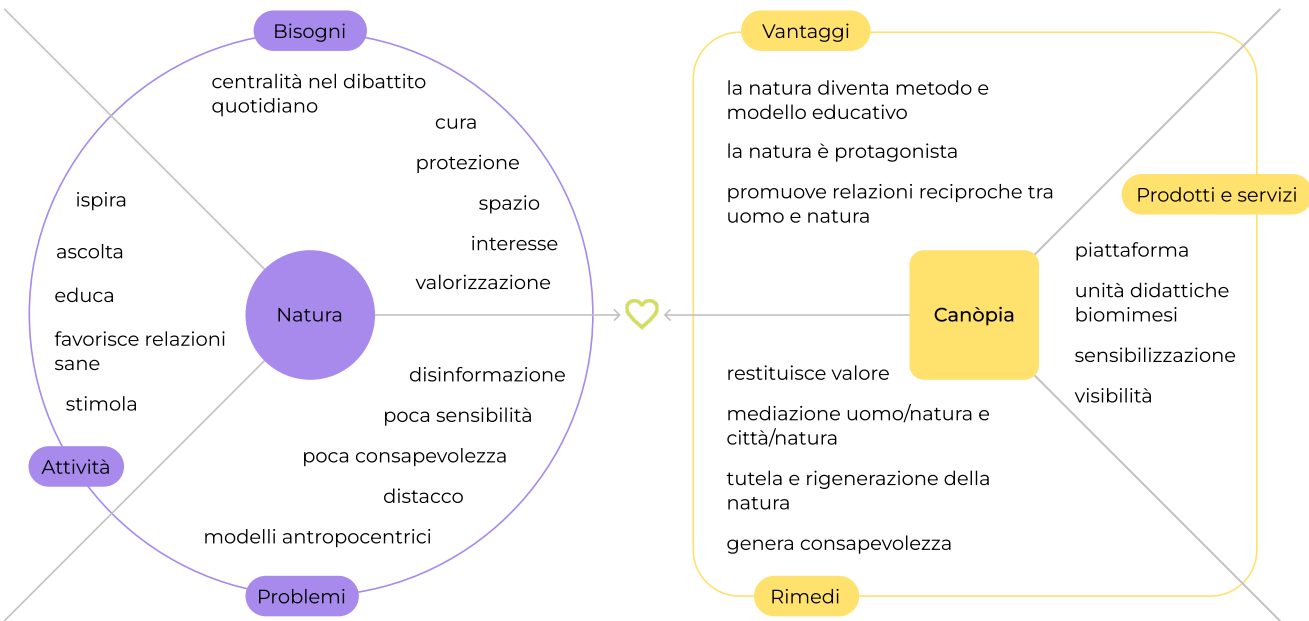 Bisogni
centralità nel dibattito
quotidiano
cura
protezione
spazio
interesse
valorizzazione
ispira
ascolta
educa
favorisce relazioni
sane
stimola
Attività
Natura
disinformazione
poca sensibilità
poca consapevolezza
distacco
modelli antropocentrici
Problemi
Vantaggi
la natura diventa metodo e
modello educativo
la natura è protagonista
promuove relazioni reciproche tra
uomo e natura
Prodotti e servizi
piattaforma
unità didattiche
biomimesi
sensibilizzazione
visibilità
Canòpia
restituisce valore
mediazione uomo/natura e
città/natura
tutela e rigenerazione della
natura
genera consapevolezza
Rimedi